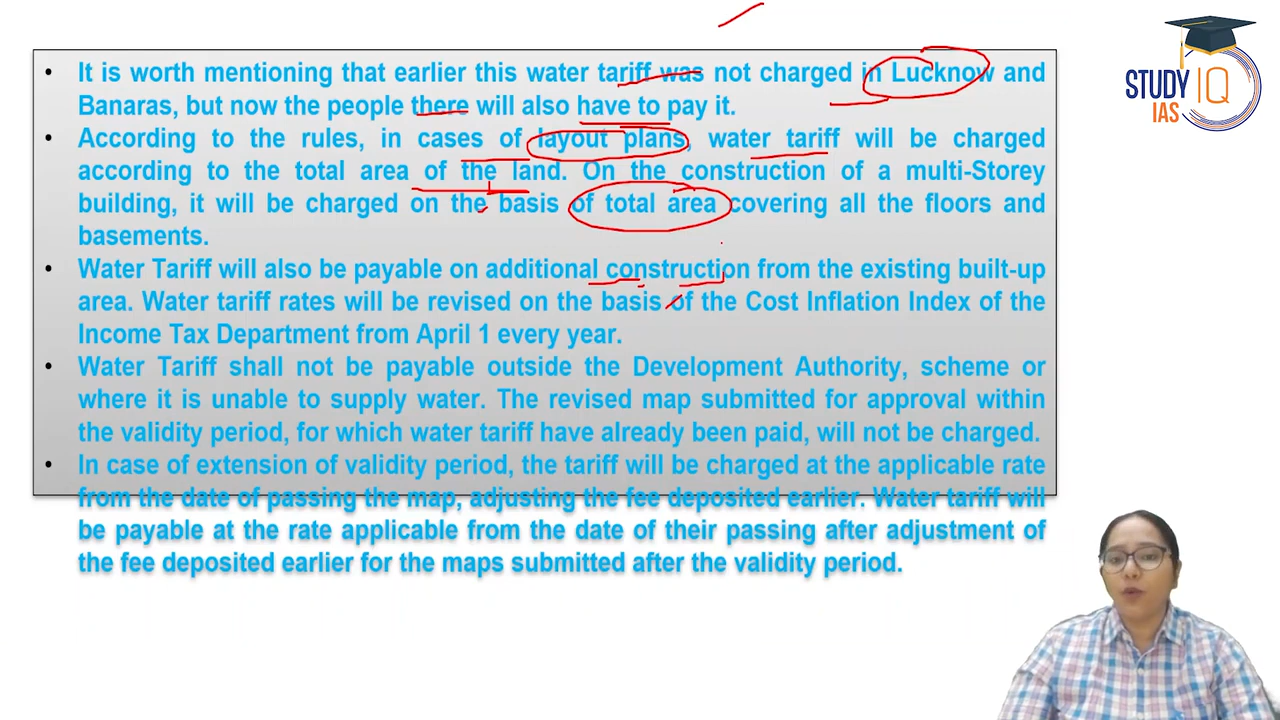 STUDY IQ
IAS
• It is worth mentioning that earlier this water tariff was not charged in Lucknow and
Banaras, but now the people there will also have to pay it.
• According to the rules, in cases of layout plans, water tariff will be charged
according to the total area of the land. On the construction of a multi-Storey
building, it will be charged on the basis of total area covering all the floors and
basements.
• Water Tariff will also be payable on additional construction from the existing built-up
area. Water tariff rates will be revised on the basis of the Cost Inflation Index of the
Income Tax Department from April 1 every year.
• Water Tariff shall not be payable outside the Development Authority, scheme or
where it is unable to supply water. The revised map submitted for approval within
the validity period, for which water tariff have already been paid, will not be charged.
• In case of extension of validity period, the tariff will be charged at the applicable rate
from the date of passing the map, adjusting the fee deposited earlier. Water tariff will
be payable at the rate applicable from the date of their passing after adjustment of
the fee deposited earlier for the maps submitted after the validity period.